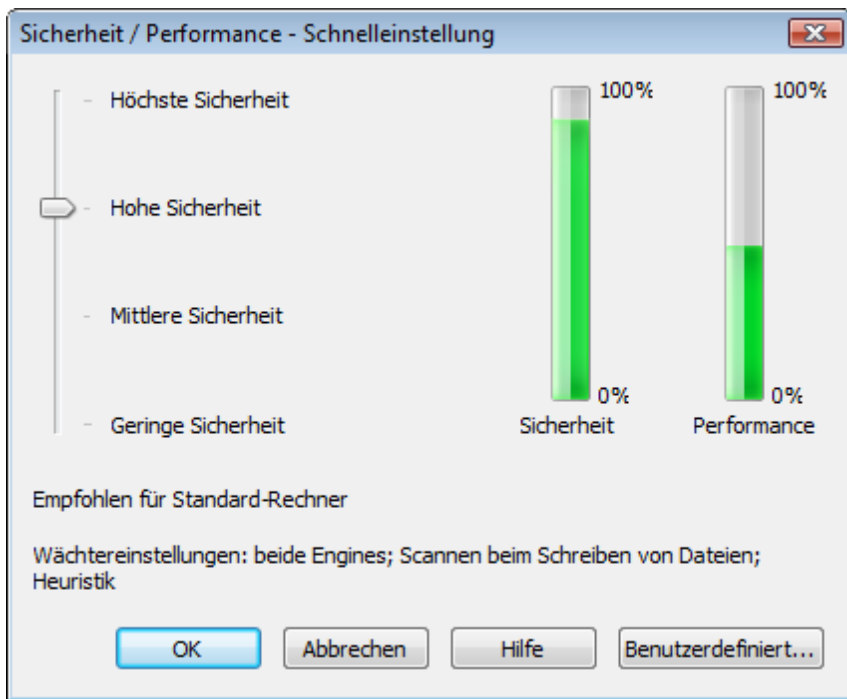 Sicherheit / Performance - Schnelleinstellung
Höchste Sicherheit
Hohe Sicherheit
Mittlere Sicherheit
Geringe Sicherheit
100%
0%
Sicherheit
100%
0%
Performance
Empfohlen für Standard-Rechner
Wächtereinstellungen: beide Engines; Scannen beim Schreiben von Dateien;
Heuristik
OK
Abbrechen
Hilfe
Benutzerdefiniert...